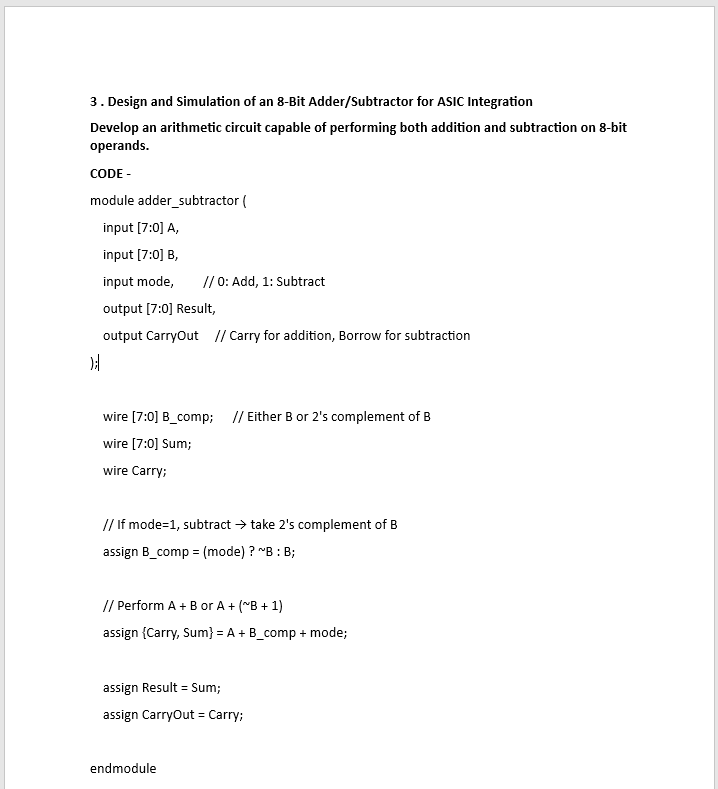 3 . Design and Simulation of an 8-Bit Adder/Subtractor for ASIC Integration
Develop an arithmetic circuit capable of performing both addition and subtraction on 8-bit
operands.
CODE -
module adder_subtractor (
input [7:0] A,
input [7:0] B,
input mode, // 0: Add, 1: Subtract
output [7:0] Result,
output CarryOut // Carry for addition, Borrow for subtraction
);
wire [7:0] B_comp; // Either B or 2's complement of B
wire [7:0] Sum;
wire Carry;
// If mode=1, subtract → take 2's complement of B
assign B_comp = (mode) ? ~B : B;
// Perform A + B or A + (~B + 1)
assign {Carry, Sum} = A + B_comp + mode;
assign Result = Sum;
assign CarryOut = Carry;
endmodule